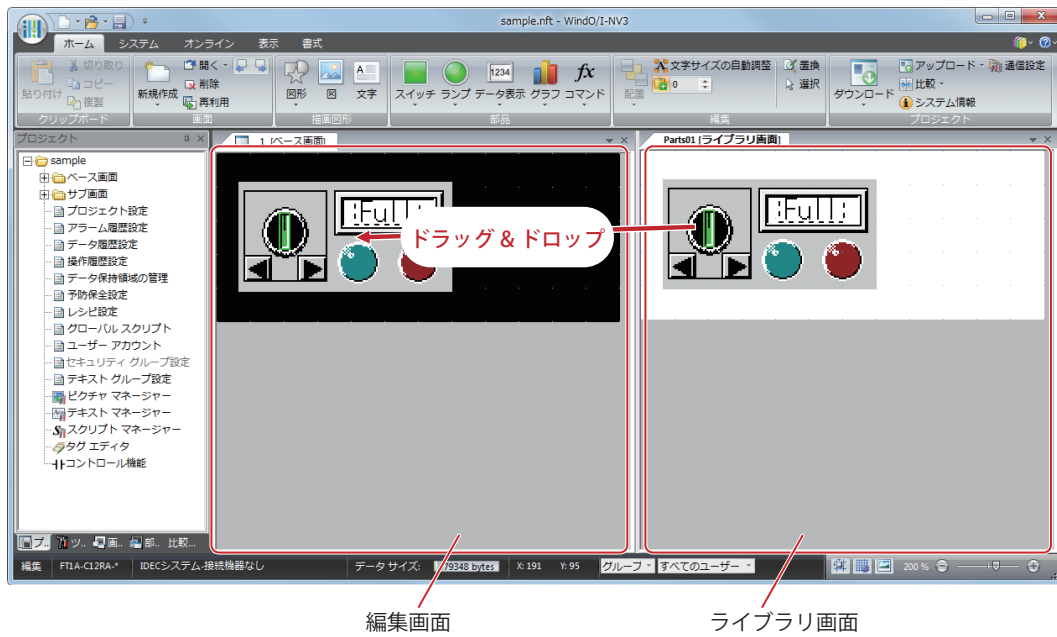 sample.nft - WindO/I-NV3
ホーム システム オンライン 表示 書式
貼り付け 切り取り コピー 複製
クリップボード
新規作成 開く 削除 再利用
画面
図形 図 文字
描画図形
スイッチ ランプ データ表示 グラフ コマンド
1234
fx
部品
配置 文字サイズの自動調整 0 置換 選択
編集
ダウンロード アップロード 比較 システム情報 通信設定
プロジェクト
プロジェクト
1 [ベース画面]
Parts01 [ライブラリ画面]
sample
ベース画面
サブ画面
プロジェクト設定
アラーム履歴設定
データ履歴設定
操作履歴設定
データ保持領域の管理
予防保全設定
レシピ設定
グローバル スクリプト
ユーザー アカウント
セキュリティ グループ設定
テキスト グループ設定
ピクチャ マネージャー
テキスト マネージャー
スクリプト マネージャー
タグ エディタ
コントロール機能
Full
ドラッグ & ドロップ
Full
プ.. ツ.. 画.. 部.. 比較...
編集 FT1A-C12RA-* IDECシステム-接続機器なし データ サイズ: 79348 bytes X: 191 Y: 95 グループ すべてのユーザー 200 %
編集画面
ライブラリ画面